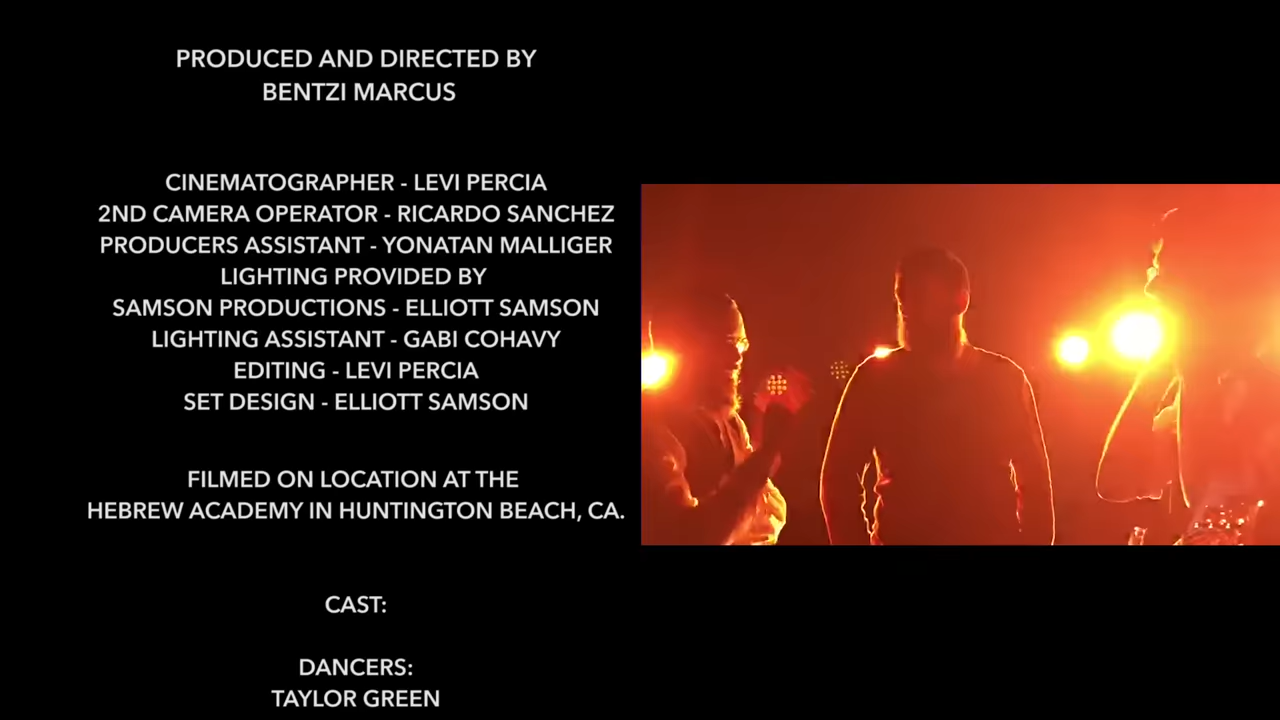 PRODUCED AND DIRECTED BY
BENTZI MARCUS
CINEMATOGRAPHER - LEVI PERCIA
2ND CAMERA OPERATOR - RICARDO SANCHEZ
PRODUCERS ASSISTANT - YONATAN MALLIGER
LIGHTING PROVIDED BY
SAMSON PRODUCTIONS - ELLIOTT SAMSON
LIGHTING ASSISTANT - GABI COHAVY
EDITING - LEVI PERCIA
SET DESIGN - ELLIOTT SAMSON
FILMED ON LOCATION AT THE
HEBREW ACADEMY IN HUNTINGTON BEACH, CA.
CAST:
DANCERS:
TAYLOR GREEN